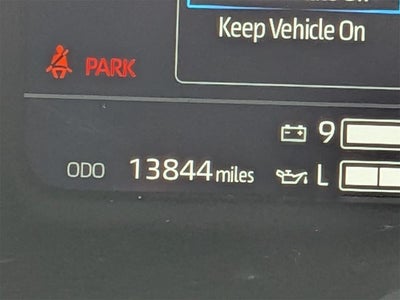 Keep Vehicle On
PARK
9
ODO 13844 miles L